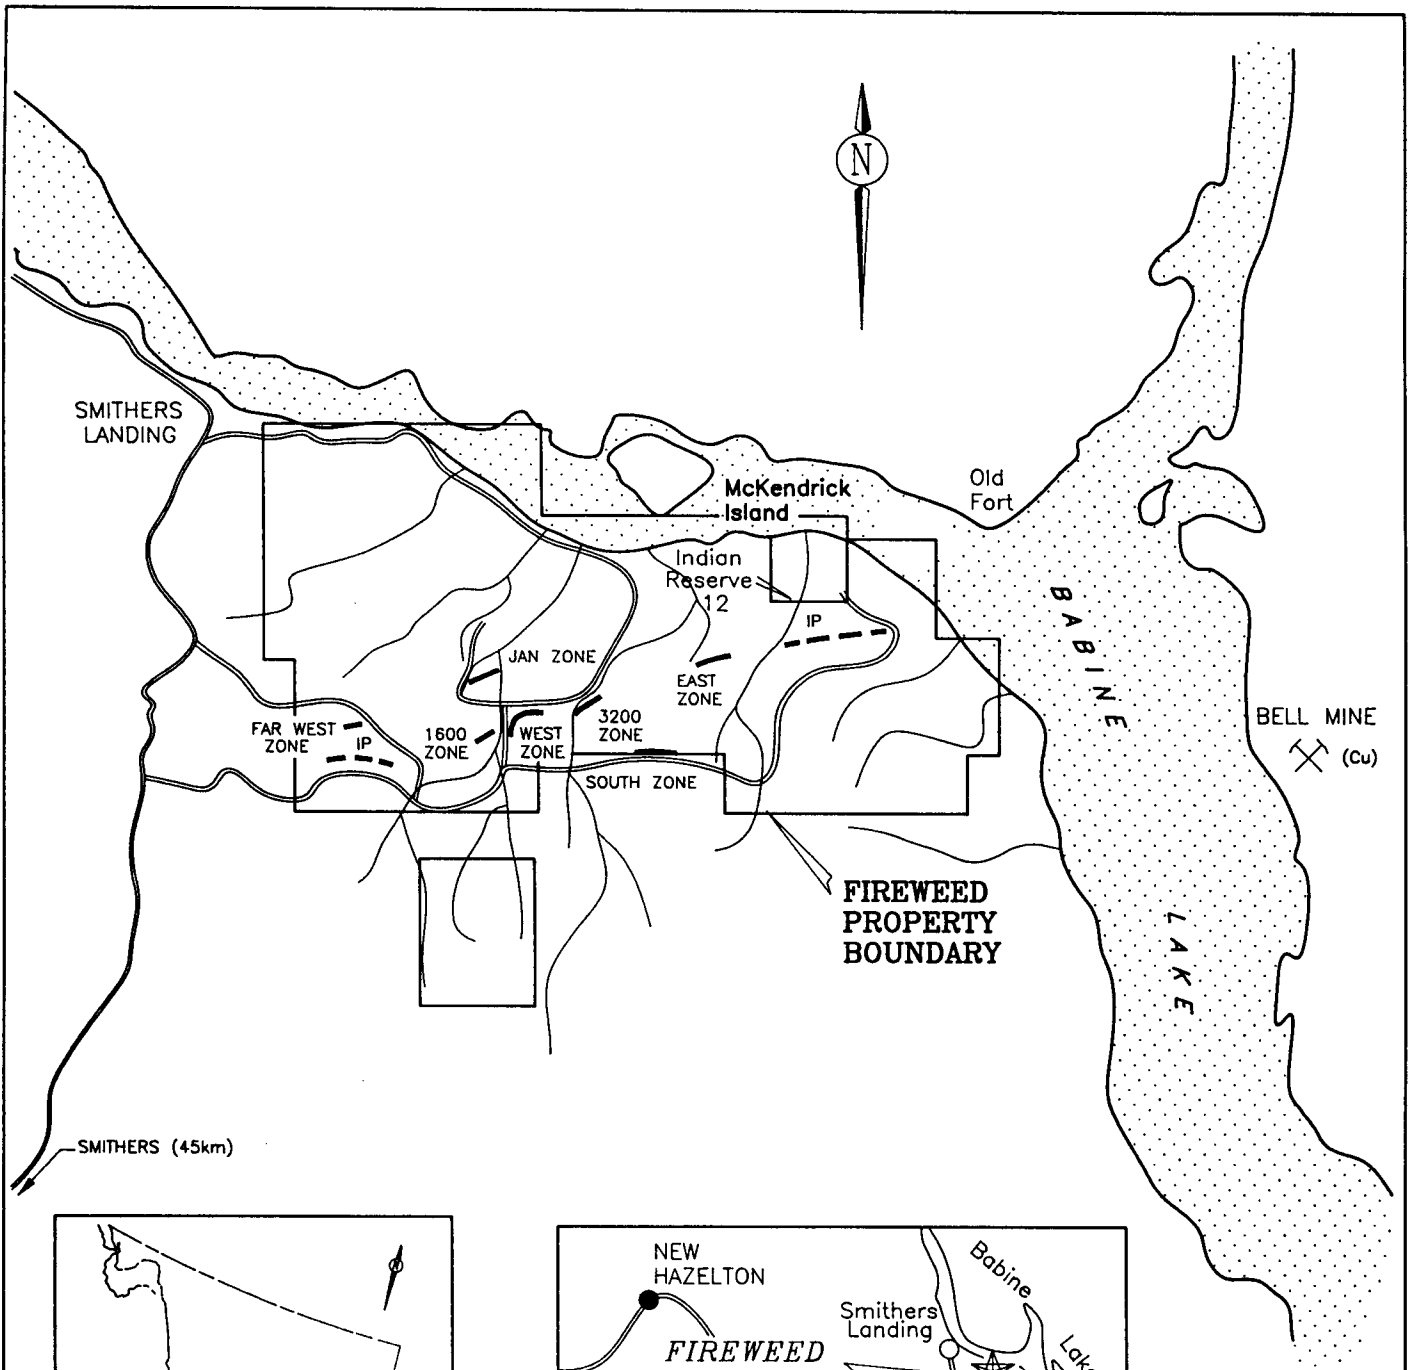 N
SMITHERS
LANDING
McKendrick
Island
Old
Fort
Indian
Reserve
12
IP
JAN ZONE
EAST
ZONE
FAR WEST
ZONE
IP
1600
ZONE
WEST
ZONE
3200
ZONE
SOUTH ZONE
BABINE
LAKE
BELL MINE
(Cu)
FIREWEED
PROPERTY
BOUNDARY
SMITHERS (45km)
NEW
HAZELTON
FIREWEED
Smithers
Landing
Babine
Lake